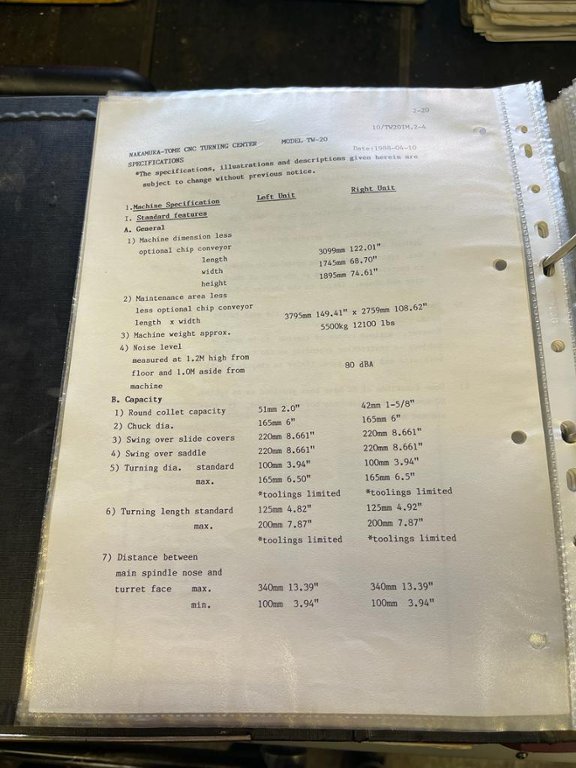 2-20
10/TW20TM,2-4
NAKAMURA-TOME CNC TURNING CENTER MODEL TW-20
Date:1988-04-10
SPECIFICATIONS
*The specifications, illustrations and descriptions given herein are
subject to change without previous notice.
1.Machine Specification Left Unit Right Unit
I. Standard features
A. General
1) Machine dimension less
optional chip conveyor
length 3099mm 122.01"
width 1745mm 68.70"
height 1895mm 74.61"
2) Maintenance area less
less optional chip conveyor
length x width 3795mm 149.41" x 2759mm 108.62"
3) Machine weight approx. 5500kg 12100 lbs
4) Noise level
measured at 1.2M high from
floor and 1.0M aside from 80 dBA
machine
B. Capacity
1) Round collet capacity 51mm 2.0" 42mm 1-5/8"
2) Chuck dia. 165mm 6" 165mm 6"
3) Swing over slide covers 220mm 8.661" 220mm 8.661"
4) Swing over saddle 220mm 8.661" 220mm 8.661"
5) Turning dia. standard 100mm 3.94" 100mm 3.94"
max. 165mm 6.50" 165mm 6.5"
*toolings limited *toolings limited
6) Turning length standard 125mm 4.82" 125mm 4.92"
max. 200mm 7.87" 200mm 7.87"
*toolings limited *toolings limited
7) Distance between
main spindle nose and
turret face max. 340mm 13.39" 340mm 13.39"
min. 100mm 3.94" 100mm 3.94"